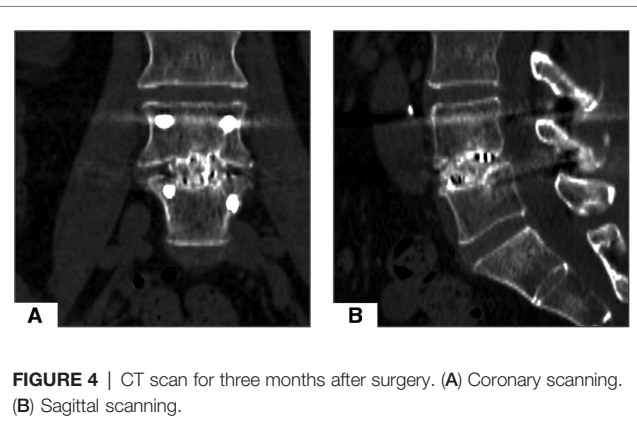 A
B
FIGURE 4 | CT scan for three months after surgery. (A) Coronary scanning.
(B) Sagittal scanning.